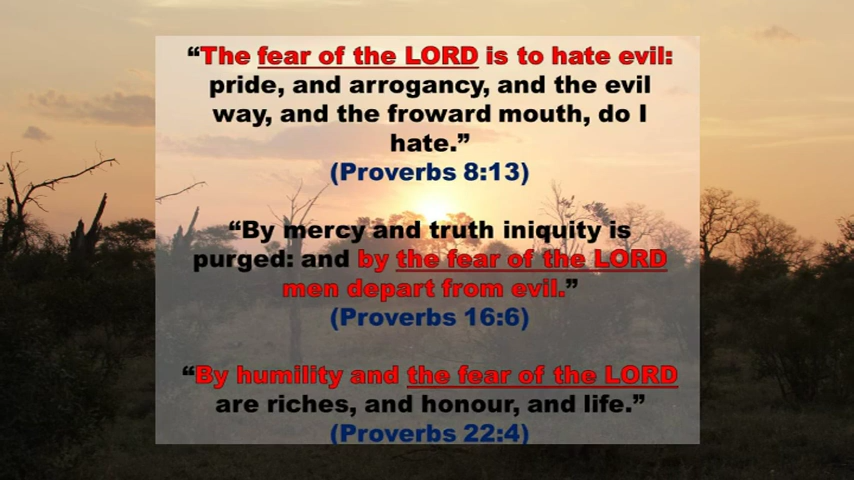 “The fear of the LORD is to hate evil:
pride, and arrogancy, and the evil
way, and the froward mouth, do I
hate.”
(Proverbs 8:13)
“By mercy and truth iniquity is
purged: and by the fear of the LORD
men depart from evil.”
(Proverbs 16:6)
“By humility and the fear of the LORD
are riches, and honour, and life.”
(Proverbs 22:4)